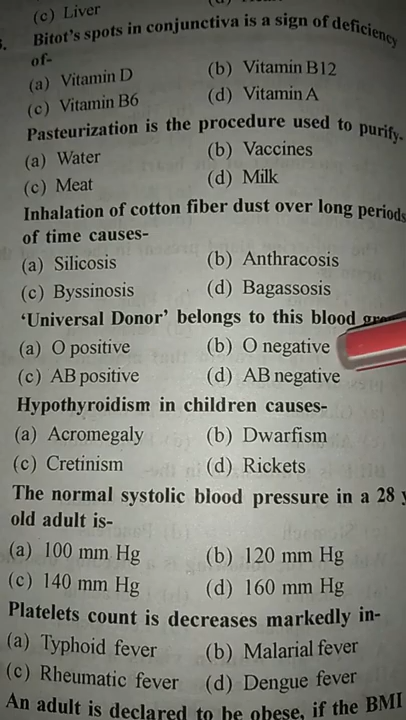 (c) Liver
Bitot's spots in conjunctiva is a sign of deficiency
of-
(a) Vitamin D (b) Vitamin B12
(c) Vitamin B6 (d) Vitamin A
Pasteurization is the procedure used to purify-
(a) Water (b) Vaccines
(c) Meat (d) Milk
Inhalation of cotton fiber dust over long periods
of time causes-
(a) Silicosis (b) Anthracosis
(c) Byssinosis (d) Bagassosis
‘Universal Donor’ belongs to this blood
(a) O positive (b) O negative
(c) AB positive (d) AB negative
Hypothyroidism in children causes-
(a) Acromegaly (b) Dwarfism
(c) Cretinism (d) Rickets
The normal systolic blood pressure in a 28
old adult is-
(a) 100 mm Hg (b) 120 mm Hg
(c) 140 mm Hg (d) 160 mm Hg
Platelets count is decreases markedly in-
(a) Typhoid fever (b) Malarial fever
(c) Rheumatic fever (d) Dengue fever
An adult is declared to be obese, if the BMI